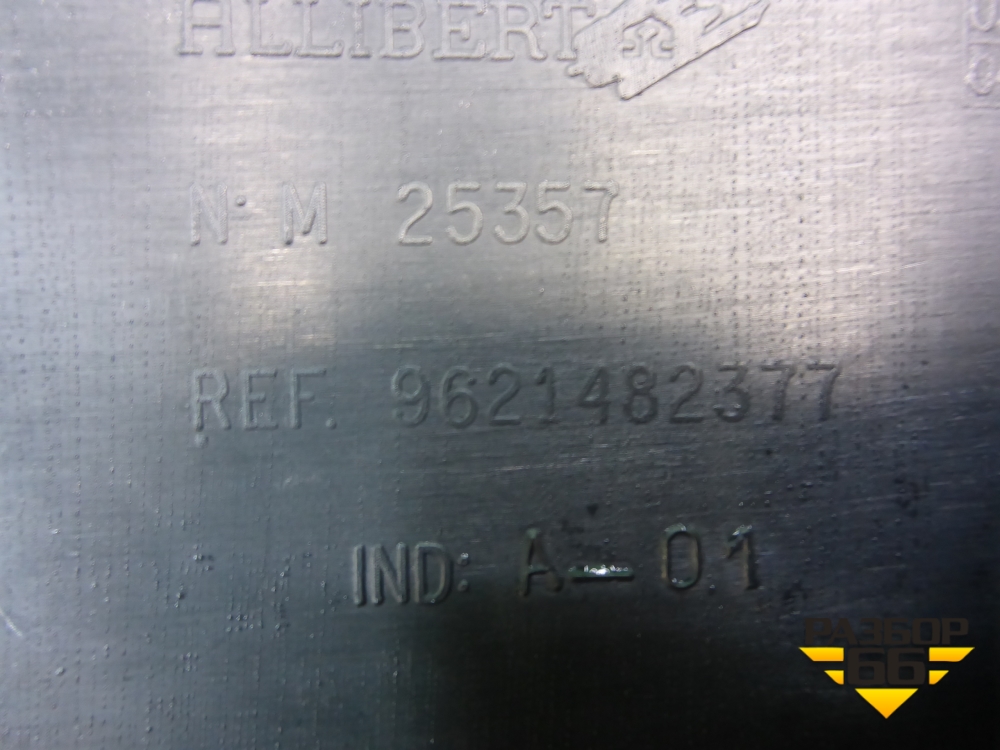 ALLIBERT
N· M 25357
REF. 9621482377
IND: A-01
РАЗБОР
66